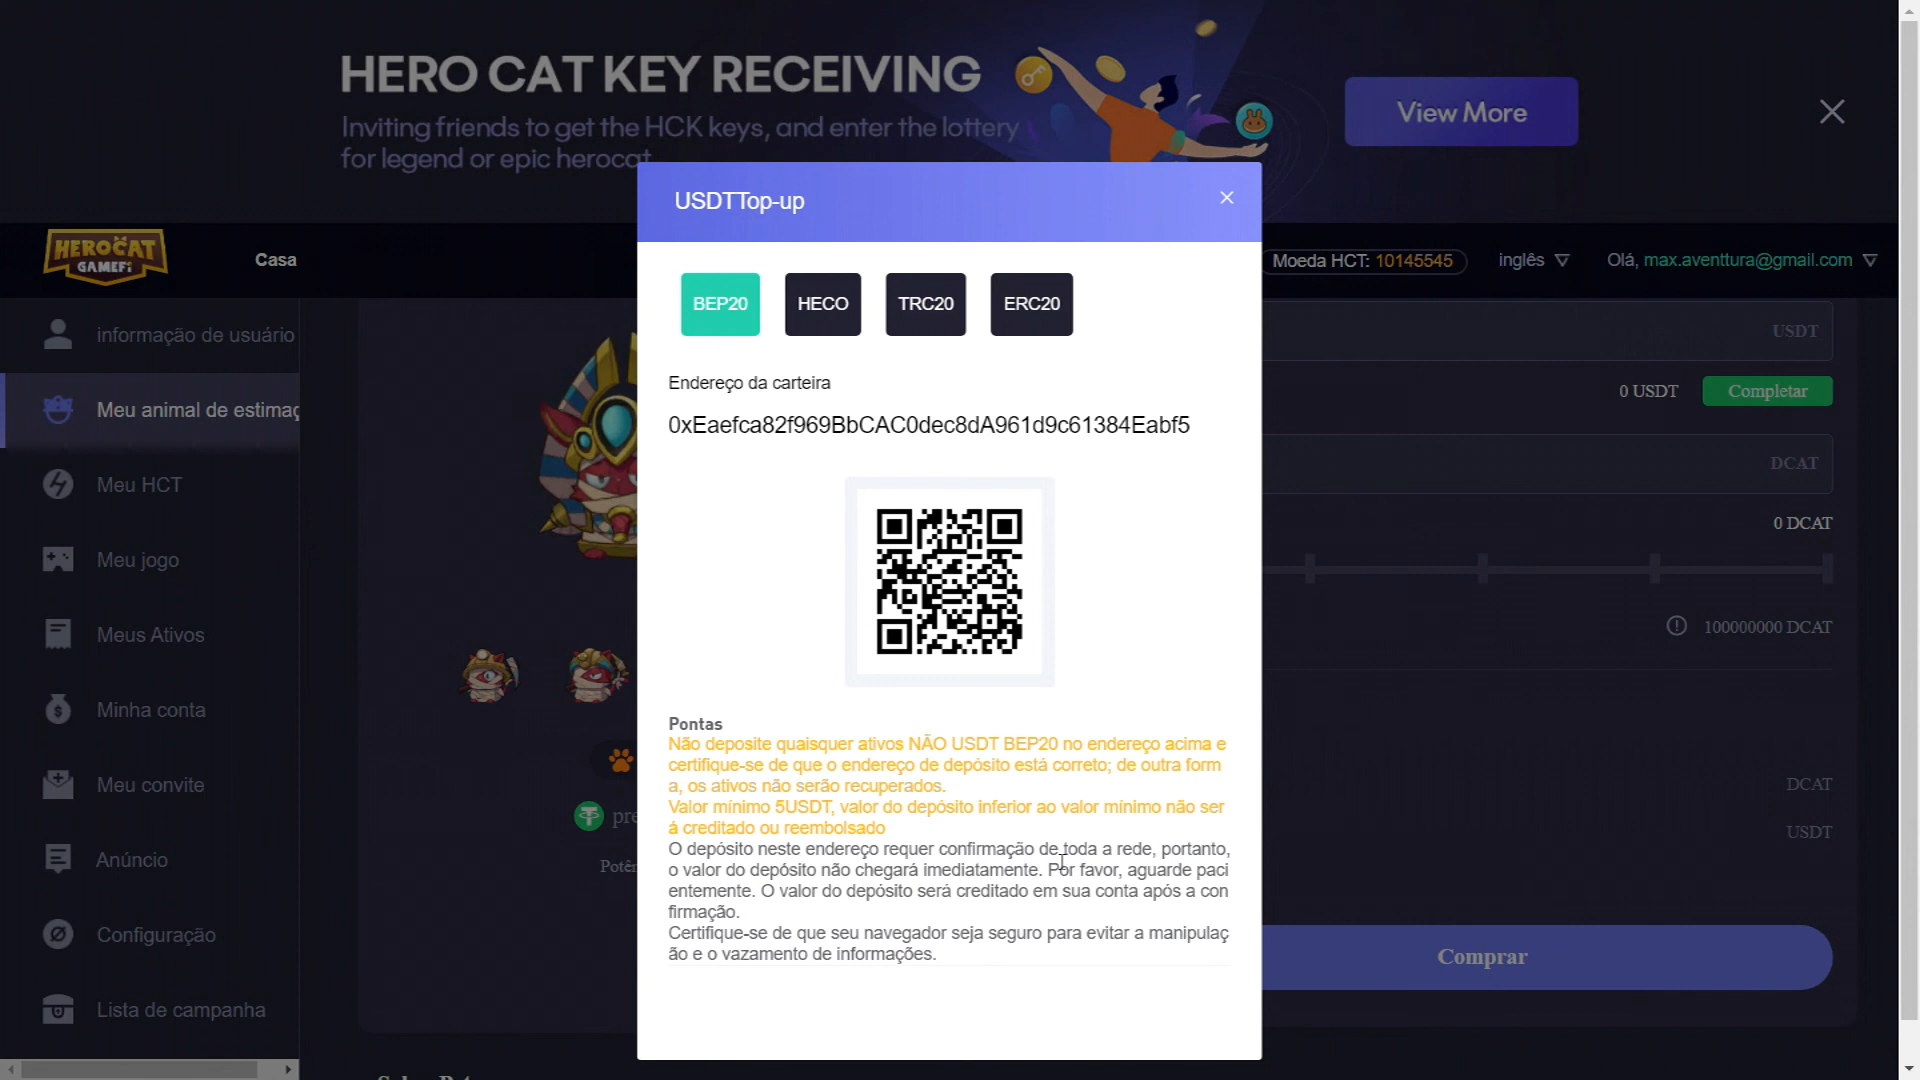 HERO CAT KEY RECEIVING
Inviting friends to get the HCK keys, and enter the lottery
for legend or epic herocat
View More
USDTTop-up
HEROCAT
GAMEFI
Casa
Moeda HCT: 10145545
inglês
Olá, max.aventtura@gmail.com
BEP20
HECO
TRC20
ERC20
informação de usuário
Meu animal de estimaç
Meu HCT
Meu jogo
Meus Ativos
Minha conta
Meu convite
Anúncio
Configuração
Lista de campanha
Endereço da carteira
0xEaefca82f969BbCAC0dec8dA961d9c61384Eabf5
Pontas
Não deposite quaisquer ativos NÃO USDT BEP20 no endereço acima e
certifique-se de que o endereço de depósito está correto; de outra form
a, os ativos não serão recuperados.
Valor mínimo 5USDT, valor do depósito inferior ao valor mínimo não ser
á creditado ou reembolsado
O depósito neste endereço requer confirmação de toda a rede, portanto,
o valor do depósito não chegará imediatamente. Por favor, aguarde paci
entemente. O valor do depósito será creditado em sua conta após a con
firmação.
Certifique-se de que seu navegador seja seguro para evitar a manipulaç
ão e o vazamento de informações.
pre
Potên
USDT
0 USDT
Completar
DCAT
0 DCAT
100000000 DCAT
DCAT
USDT
Comprar